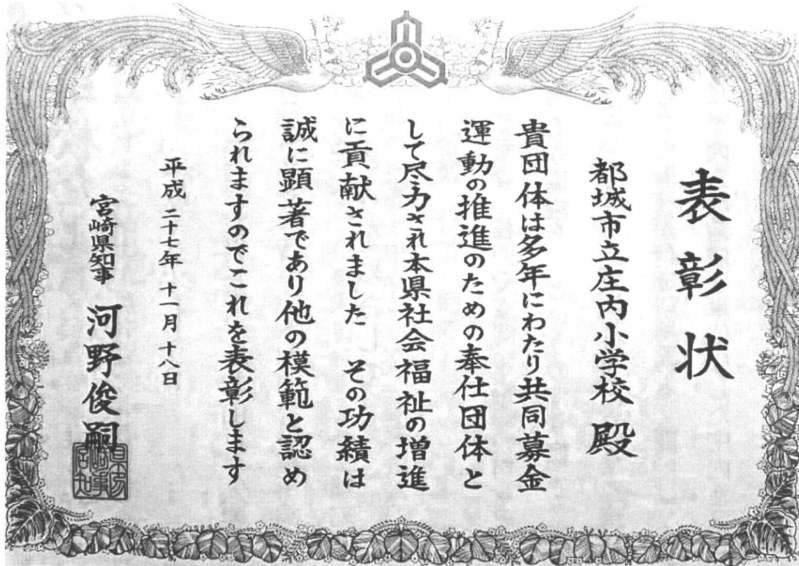 表彰状
都城市立庄内小学校 殿
貴団体は多年にわたり共同募金
運動の推進のための奉仕団体と
して尽力され本県社会福祉の増進
に貢献されました その功績は
誠に顕著であり他の模範と認め
られますのでこれを表彰します
平成二十七年十一月十八日
宮崎県知事 河野俊嗣